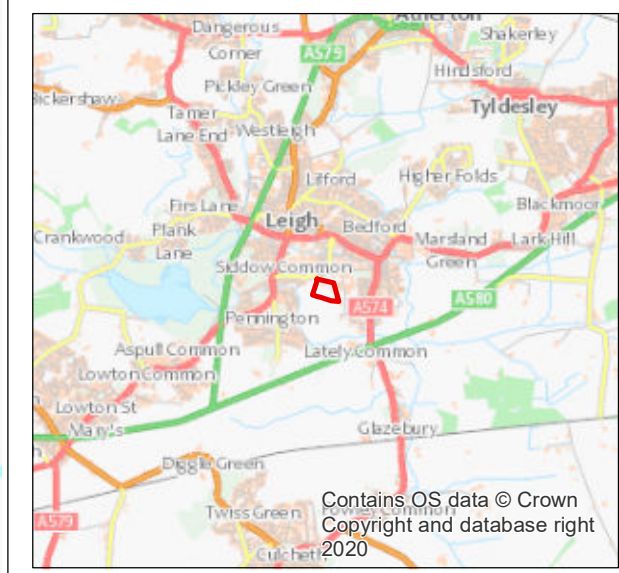 Atherton
Dangerous
Corner
Shakerley
A579
Hindsford
Pickley Green
Bickershaw
Tyldesley
Tamer
Lane End
Westleigh
Lilford
Higher Folds
Firs Lane
Blackmoor
Leigh
Bedford
Plank
Lane
Crankwood
Marsland
Green
Lark Hill
Siddow Common
A580
A574
Pennington
Aspull Common
Lately Common
Lowton Common
Lowton St
Mary's
Glazebury
Diggle Green
A579
Twiss Green
Fowley Common
Culcheth
Contains OS data © Crown
Copyright and database right
2020